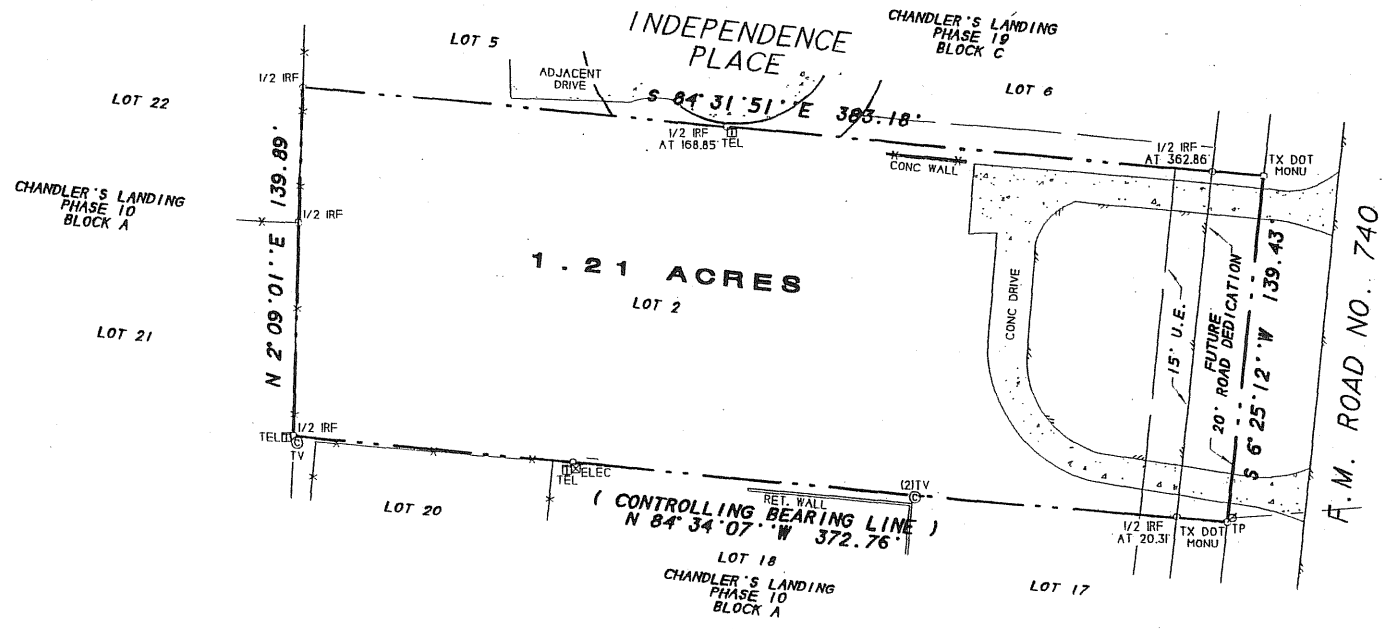 INDEPENDENCE
PLACE
CHANDLER'S LANDING
PHASE 19
BLOCK C
LOT 5
LOT 6
LOT 22
1/2 IRF
ADJACENT
DRIVE
S 84°31'51''E 383.18'
1/2 IRF
AT 168.85'
TEL
CONC WALL
1/2 IRF
AT 362.86'
TX DOT
MONU
CHANDLER'S LANDING
PHASE 10
BLOCK A
N 2°09'01''E 139.89'
1/2 IRF
1.21 ACRES
LOT 2
CONC DRIVE
15' U.E.
FUTURE
20' ROAD DEDICATION
S 6°25'12''W 139.43'
F.M. ROAD NO. 740
LOT 21
1/2 IRF
TEL
TV
TEL
ELEC
(2)TV
RET. WALL
( CONTROLLING BEARING LINE )
N 84°34'07''W 372.76'
1/2 IRF
AT 20.31'
TX DOT
MONU
TP
LOT 20
LOT 18
CHANDLER'S LANDING
PHASE 10
BLOCK A
LOT 17